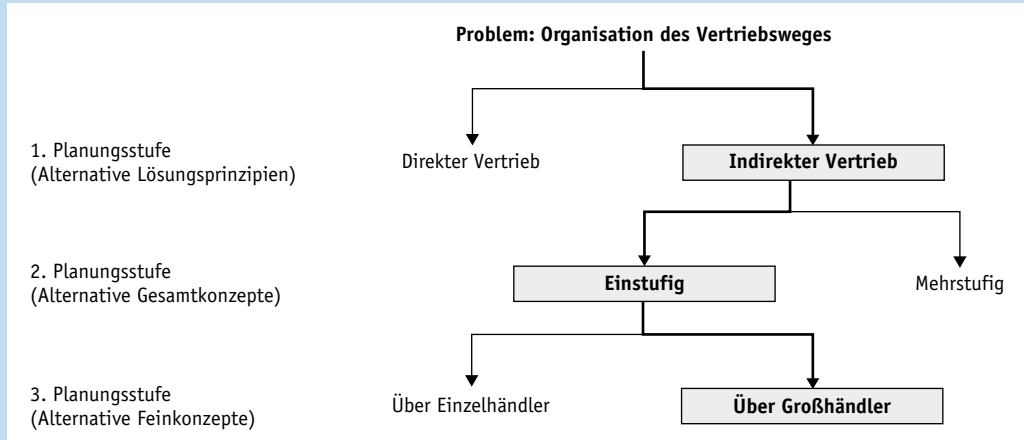 Problem: Organisation des Vertriebsweges
1. Planungsstufe
(Alternative Lösungsprinzipien)
Direkter Vertrieb
Indirekter Vertrieb
2. Planungsstufe
(Alternative Gesamtkonzepte)
Einstufig
Mehrstufig
3. Planungsstufe
(Alternative Feinkonzepte)
Über Einzelhändler
Über Großhändler